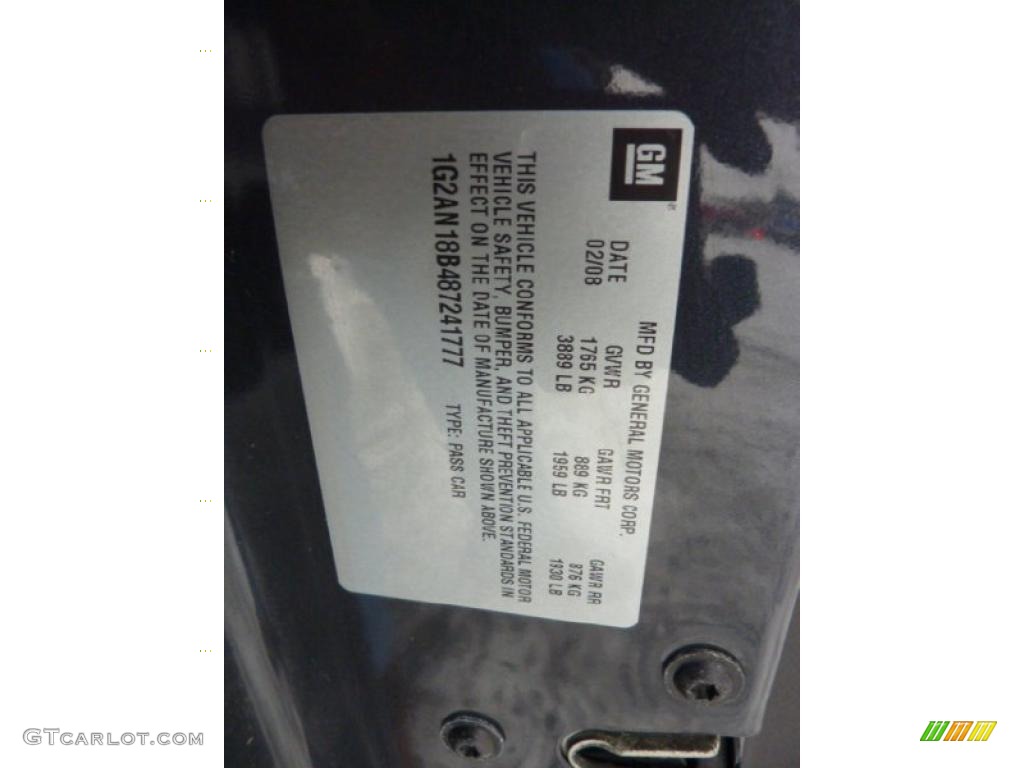 GM
MFD BY GENERAL MOTORS CORP.
DATE GVWR GAWR FRT GAWR RR
02/08 1765 KG 889 KG 876 KG
3889 LB 1959 LB 1930 LB
THIS VEHICLE CONFORMS TO ALL APPLICABLE U.S. FEDERAL MOTOR
VEHICLE SAFETY, BUMPER, AND THEFT PREVENTION STANDARDS IN
EFFECT ON THE DATE OF MANUFACTURE SHOWN ABOVE.
1G2AN18B487241777 TYPE: PASS CAR
GTCarlot.com